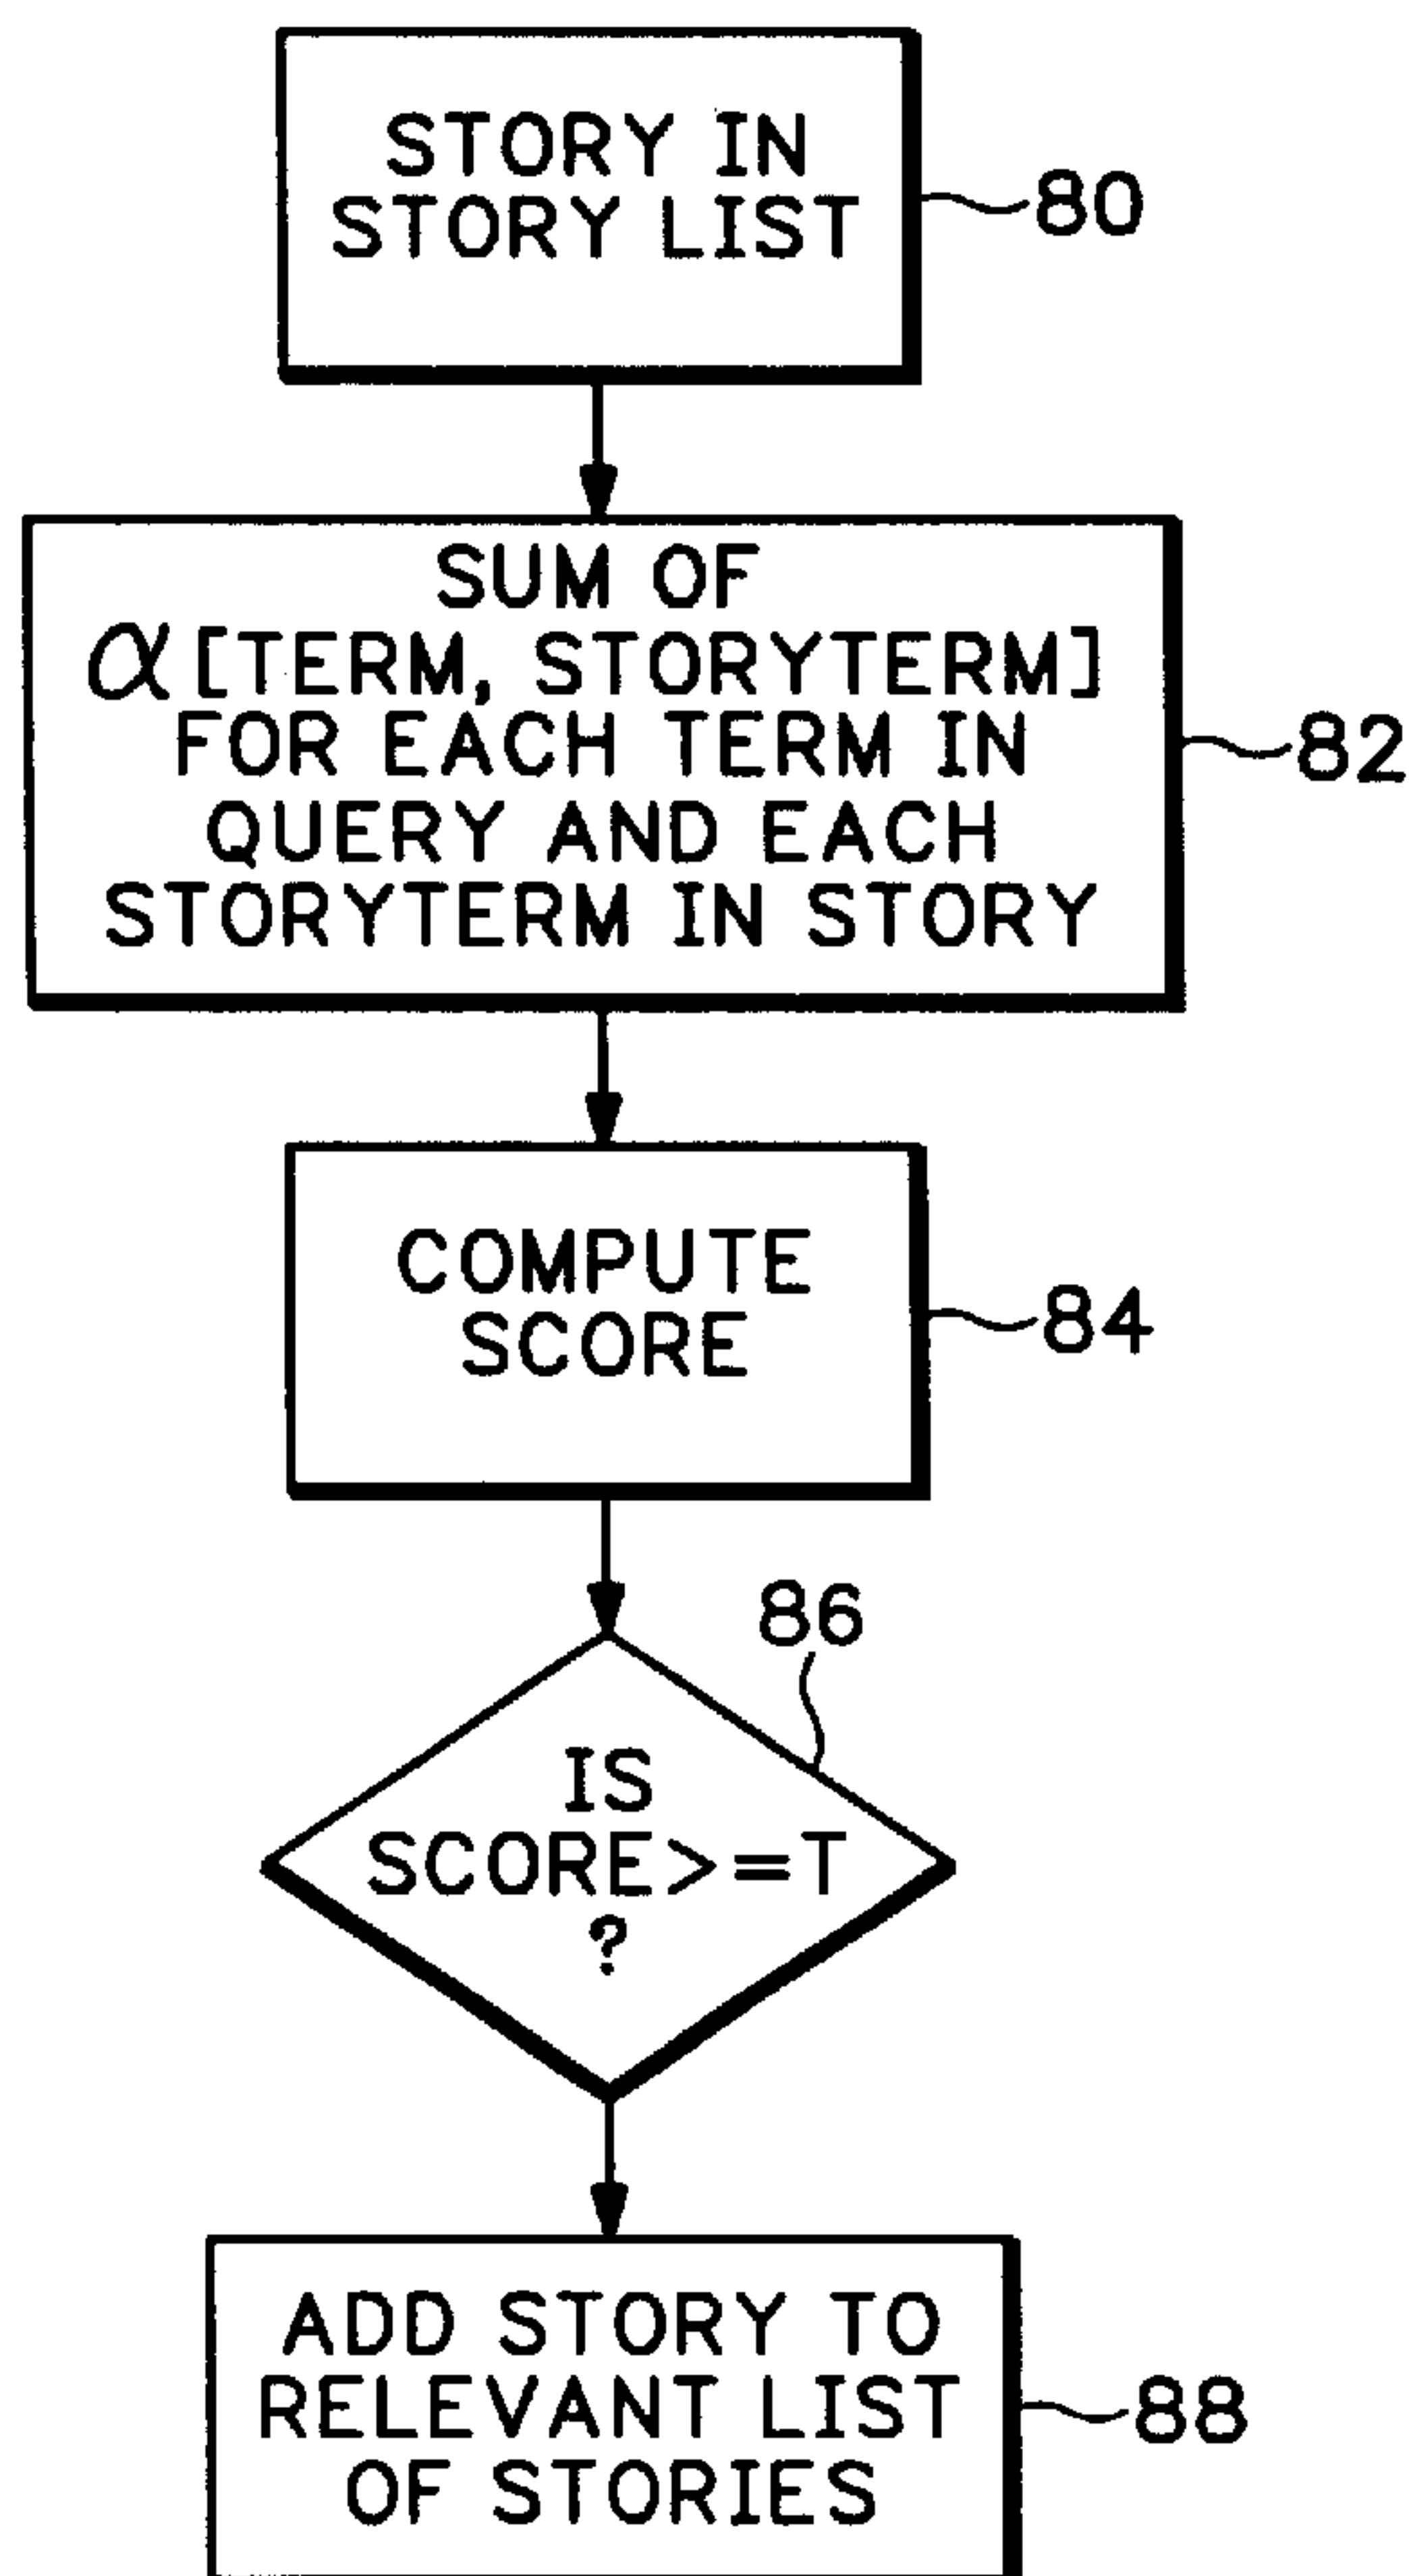 STORY IN
STORY LIST
80
SUM OF
α [TERM, STORYTERM]
FOR EACH TERM IN
QUERY AND EACH
STORYTERM IN STORY
82
COMPUTE
SCORE
84
86
IS
SCORE>=T
?
ADD STORY TO
RELEVANT LIST
OF STORIES
88